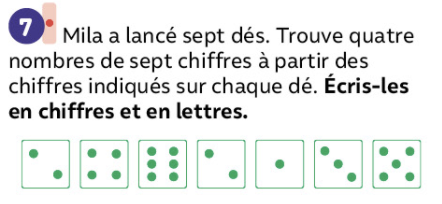 7 Mila a lancé sept dés. Trouve quatre
nombres de sept chiffres à partir des
chiffres indiqués sur chaque dé. Écris-les
en chiffres et en lettres.